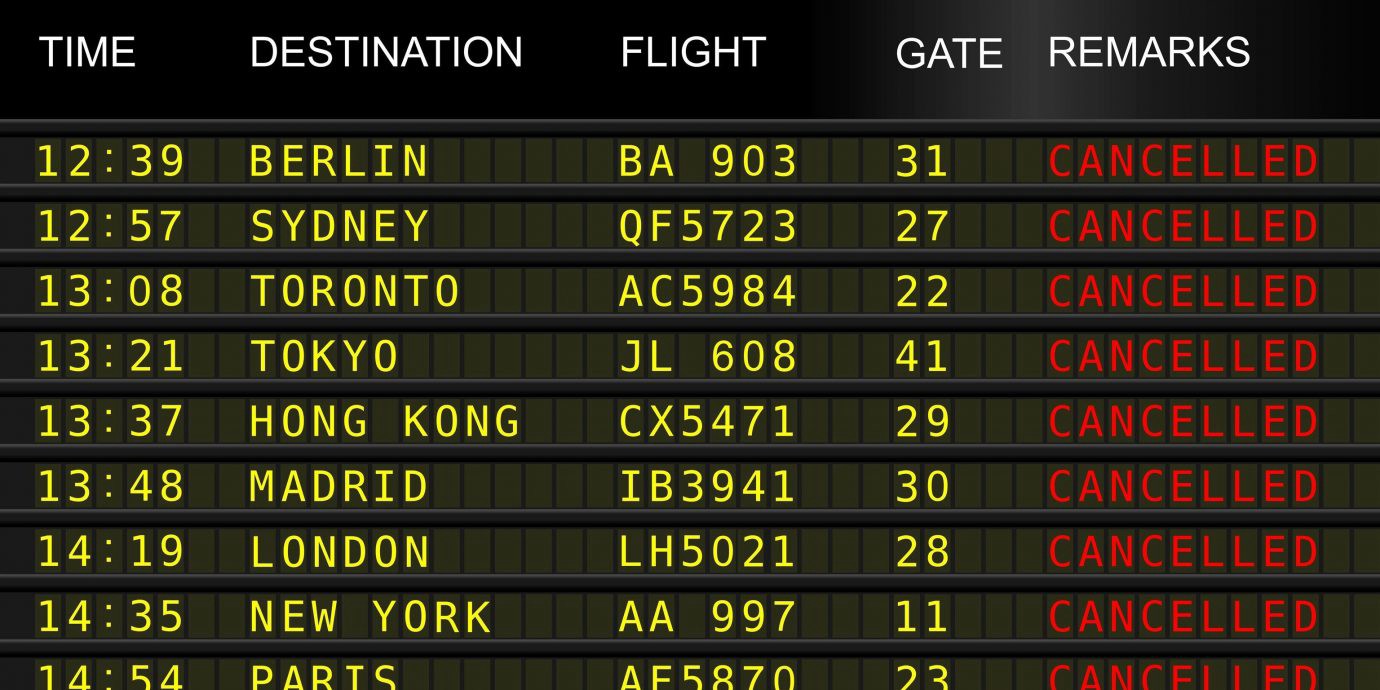 TIME DESTINATION FLIGHT GATE REMARKS
12:39 BERLIN BA 903 31 CANCELLED
12:57 SYDNEY QF5723 27 CANCELLED
13:08 TORONTO AC5984 22 CANCELLED
13:21 TOKYO JL 608 41 CANCELLED
13:37 HONG KONG CX5471 29 CANCELLED
13:48 MADRID IB3941 30 CANCELLED
14:19 LONDON LH5021 28 CANCELLED
14:35 NEW YORK AA 997 11 CANCELLED
14:54 PARIS AF5870 23 CANCELLED